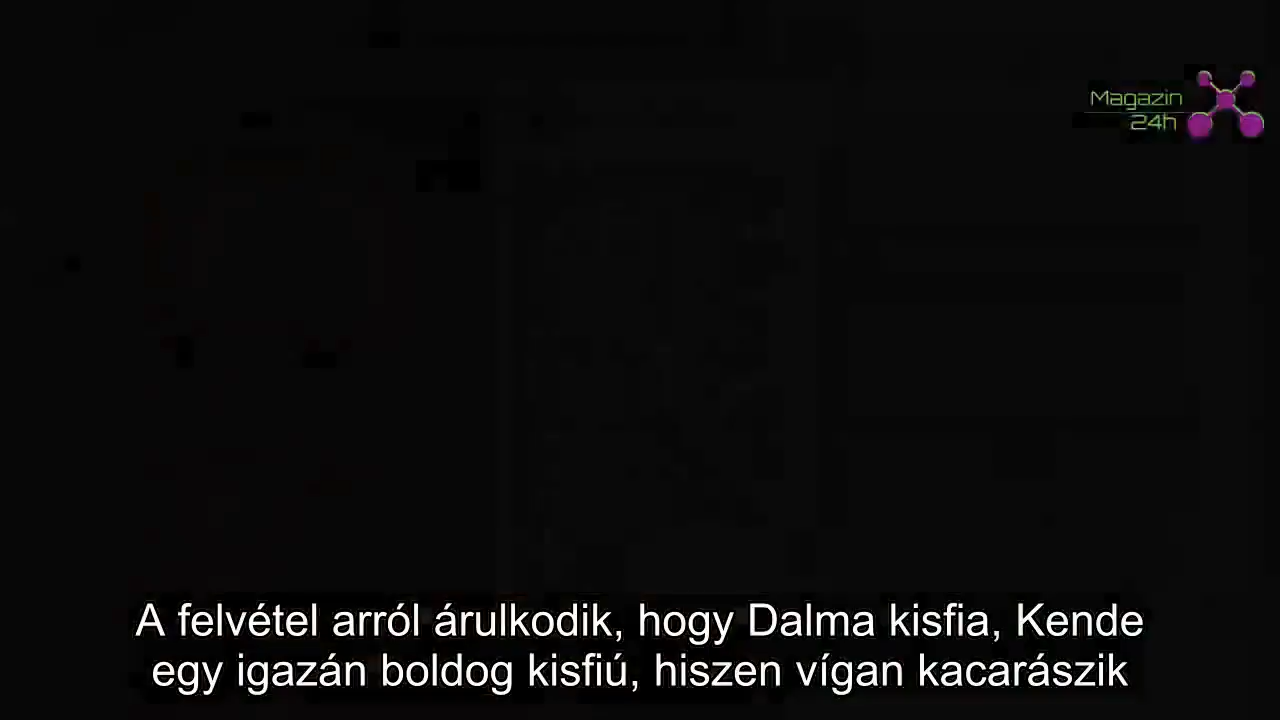 Magazin
24h
A felvétel arról árulkodik, hogy Dalma kisfia, Kende
egy igazán boldog kisfiú, hiszen vígan kacarászik